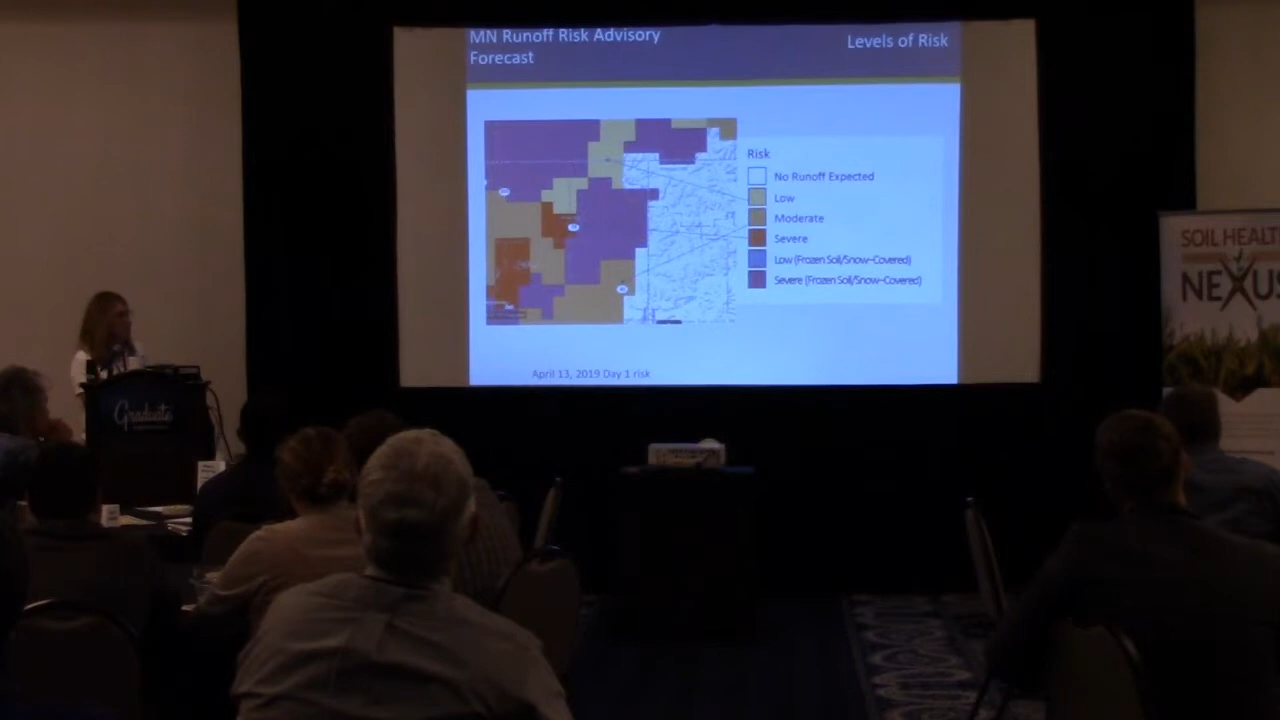 MN Runoff Risk Advisory
Forecast
Levels of Risk
Risk
No Runoff Expected
Low
Moderate
Severe
Low (Frozen Soil/Snow-Covered)
Severe (Frozen Soil/Snow-Covered)
April 13, 2019 Day 1 risk
Graduate
SOIL HEALT
NEXUS